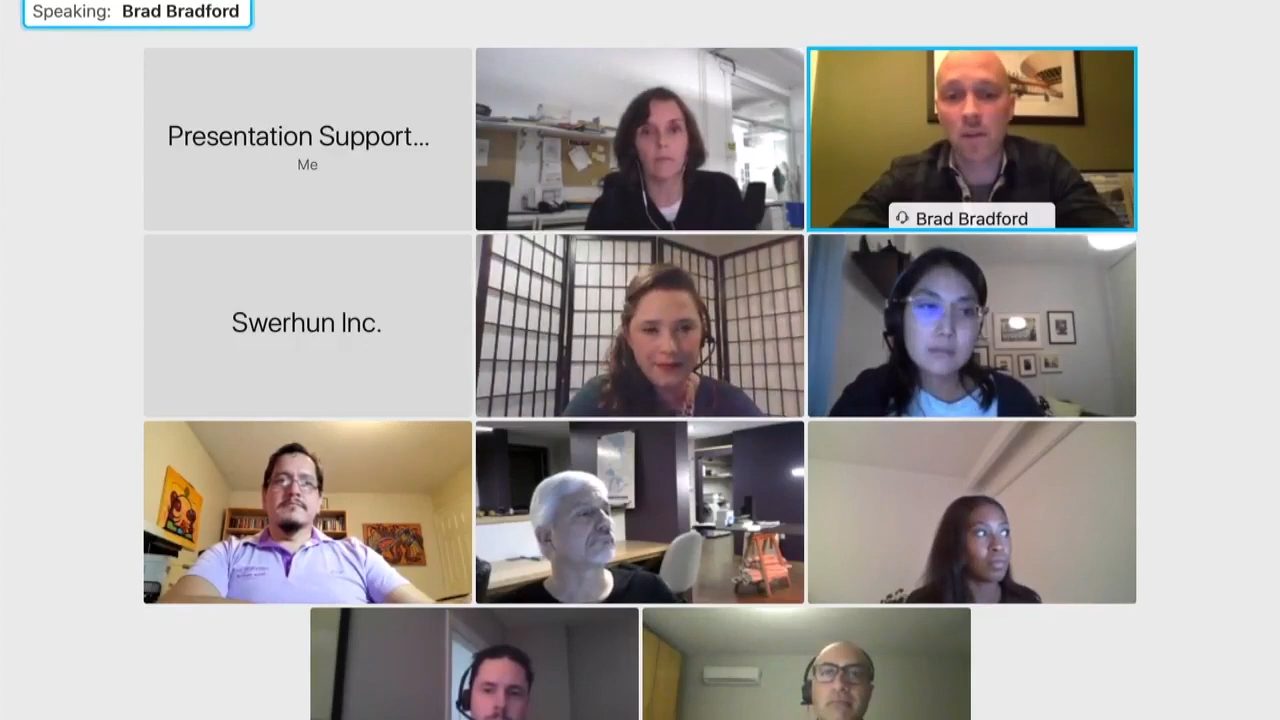 Speaking: Brad Bradford
Presentation Support...
Me
Brad Bradford
Swerhun Inc.